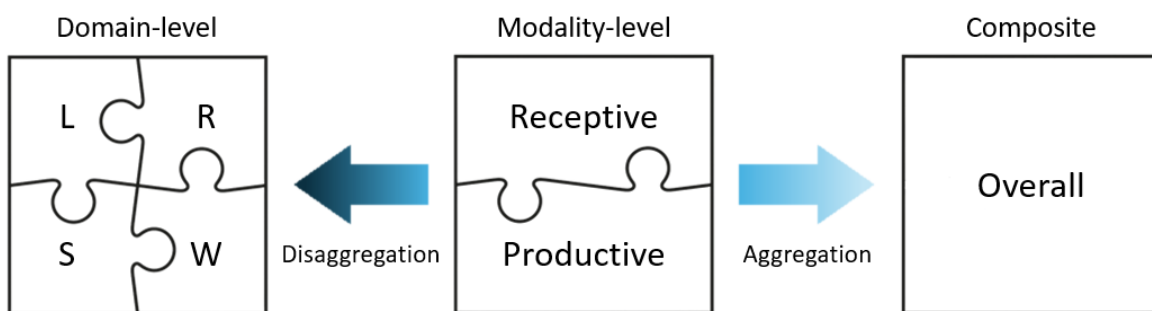 Domain-level
Modality-level
Composite
L R
Receptive
Overall
S W
Disaggregation
Productive
Aggregation